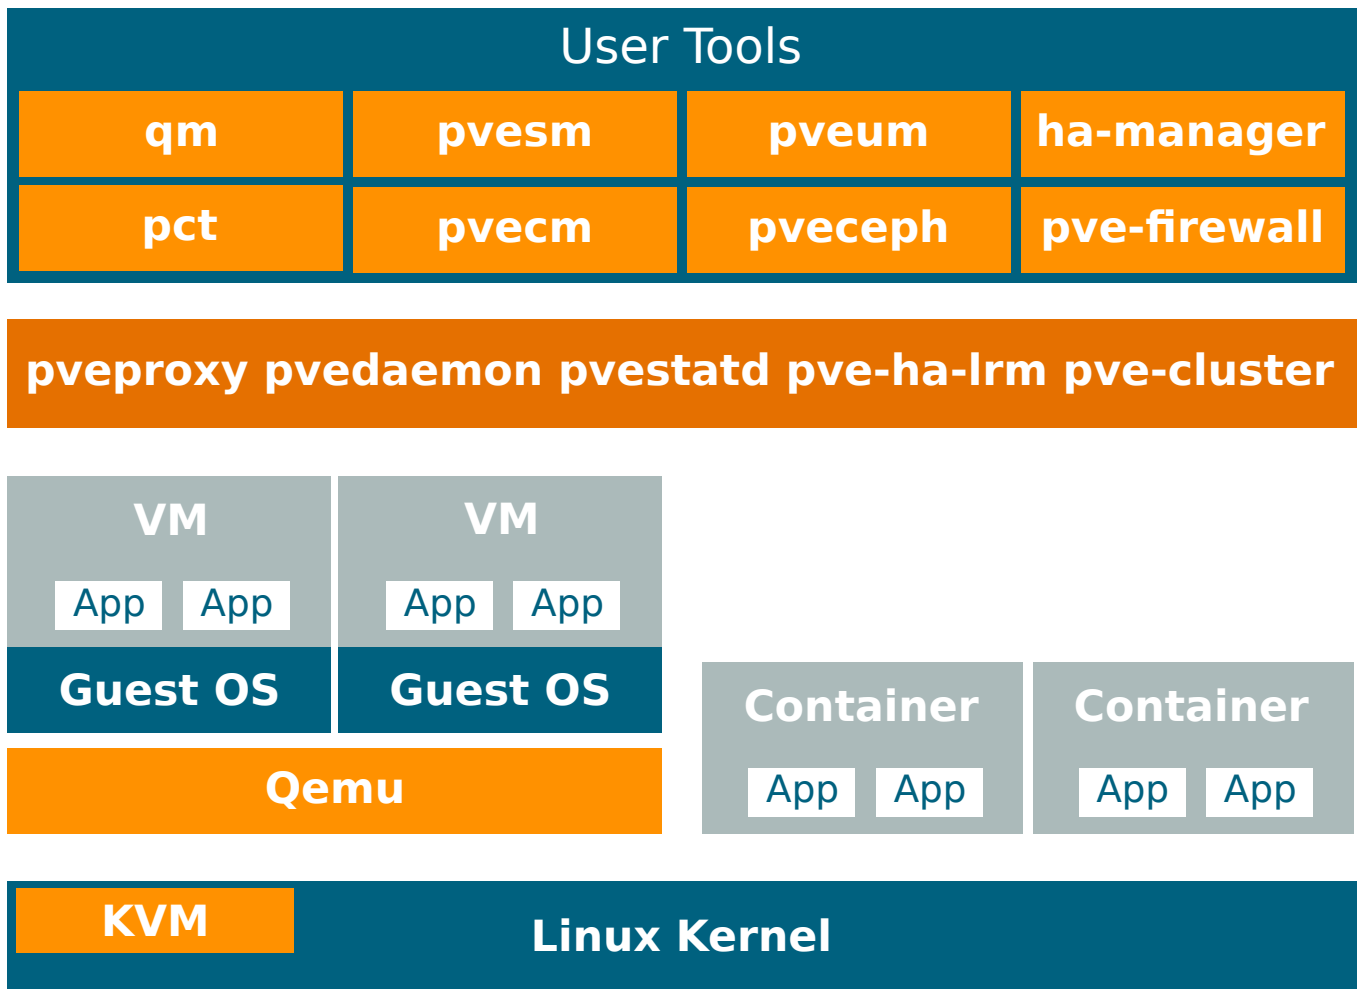 User Tools
qm pvesm pveum ha-manager
pct pvecm pveceph pve-firewall
pveproxy pvedaemon pvestatd pve-ha-lrm pve-cluster
VM VM
App App App App
Guest OS Guest OS
Qemu
Container Container
App App App App
KVM
Linux Kernel